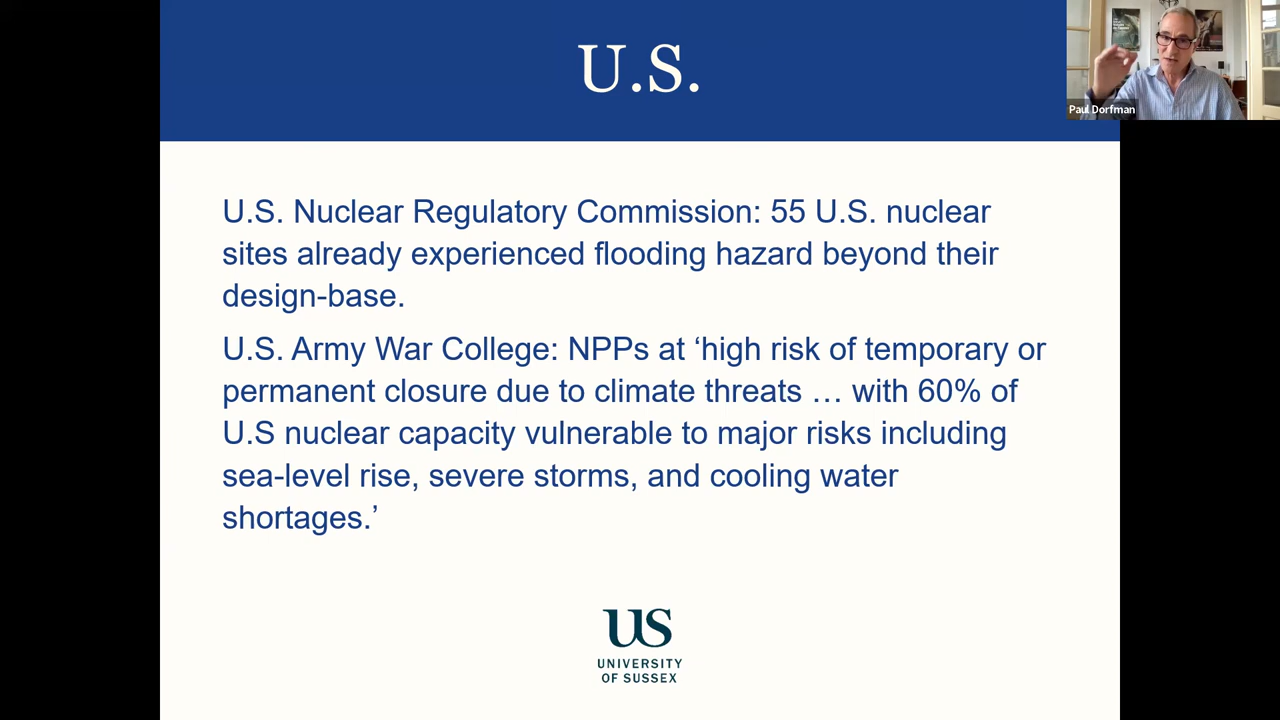 U.S.
Paul Dorfman
U.S. Nuclear Regulatory Commission: 55 U.S. nuclear
sites already experienced flooding hazard beyond their
design-base.
U.S. Army War College: NPPs at ‘high risk of temporary or
permanent closure due to climate threats … with 60% of
U.S nuclear capacity vulnerable to major risks including
sea-level rise, severe storms, and cooling water
shortages.’
US
UNIVERSITY
OF SUSSEX